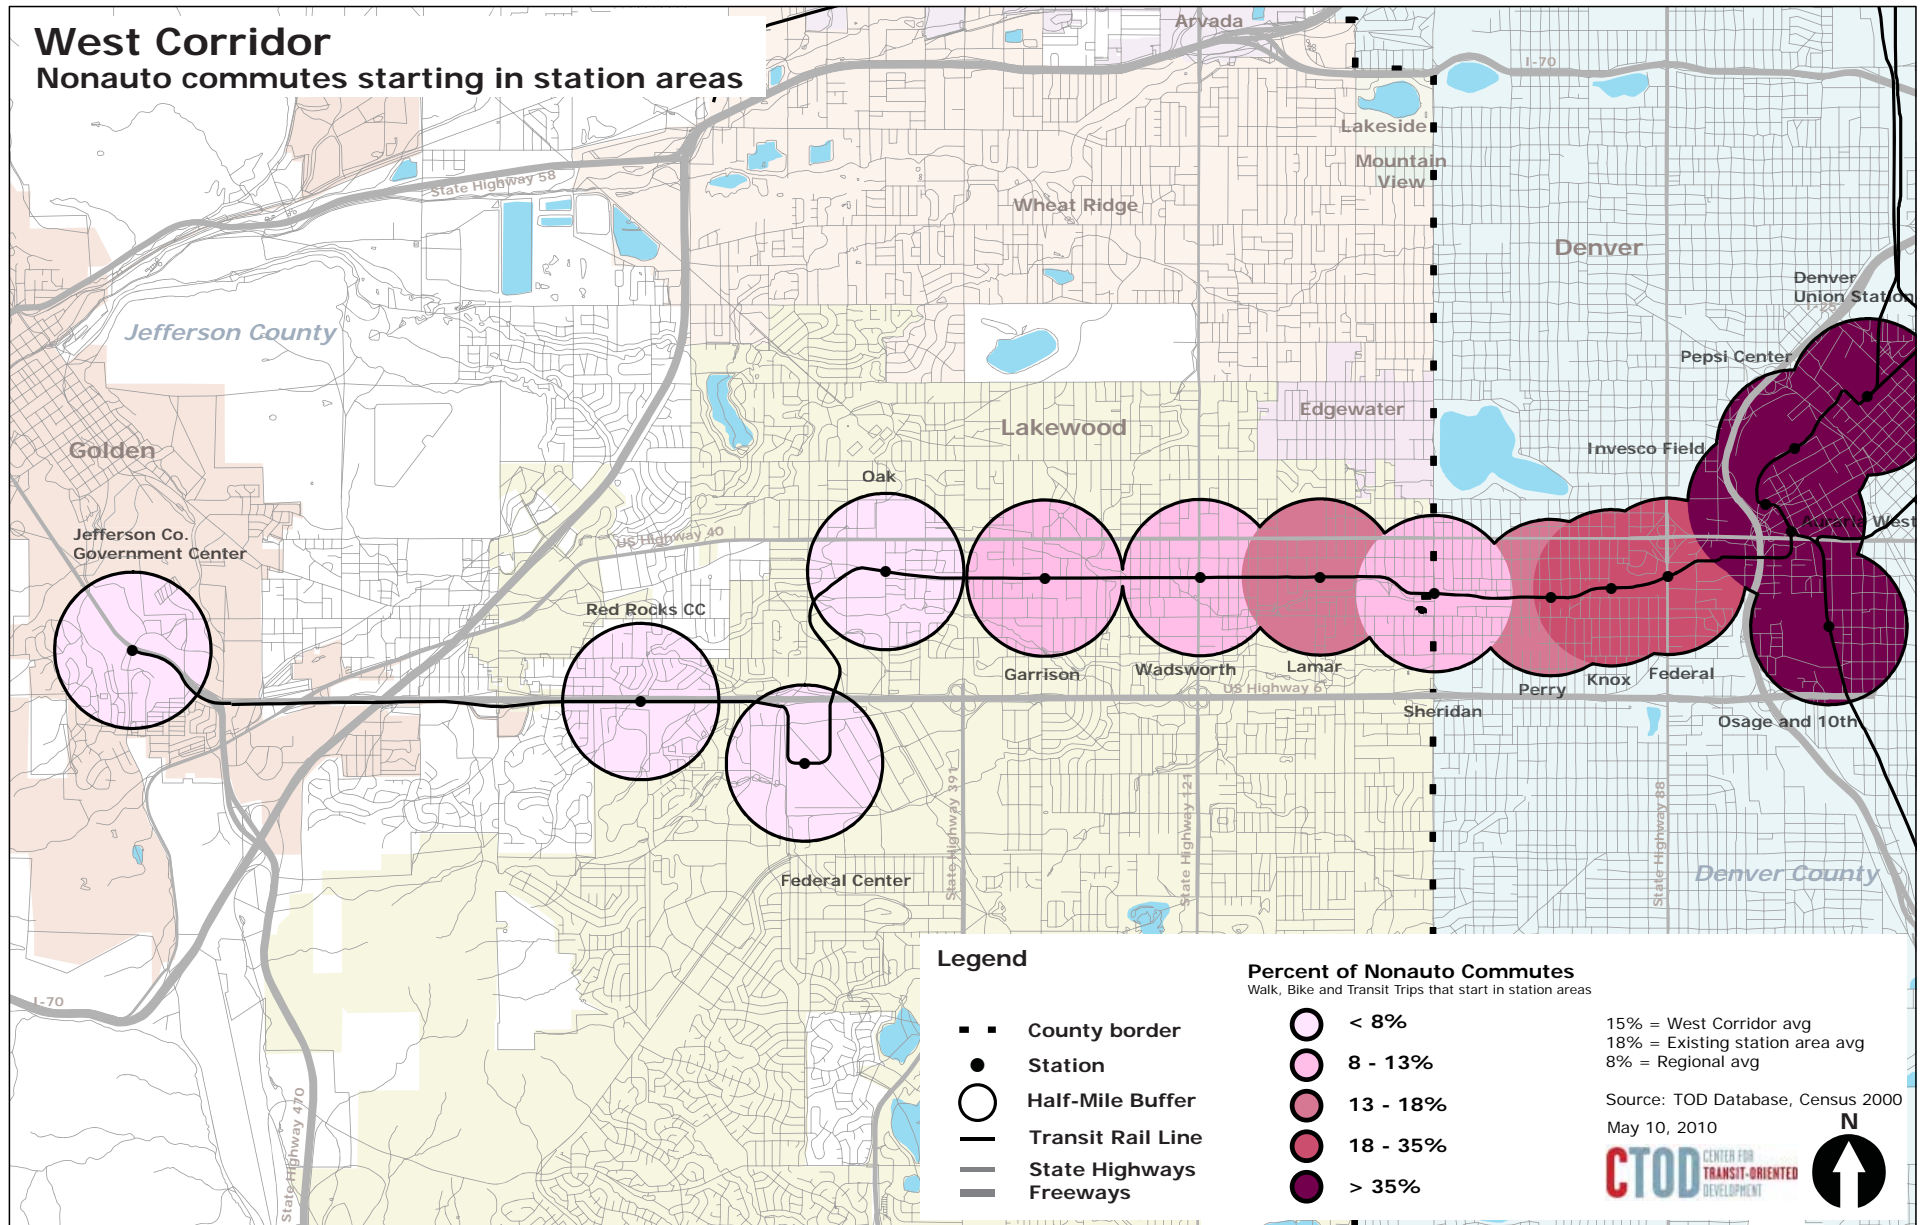 West Corridor
Nonauto commutes starting in station areas
Arvada
I-70
Lakeside
Mountain
View
State Highway 58
Wheat Ridge
Denver
Denver
Union Station
Jefferson County
Pepsi Center
Edgewater
Lakewood
Golden
Invesco Field
Oak
Jefferson Co.
Government Center
US Highway 40
Auraria West
Red Rocks CC
Garrison
Wadsworth
Lamar
Perry
Knox
Federal
US Highway 6
Sheridan
Osage and 10th
State Highway 391
State Highway 121
State Highway 88
Federal Center
Denver County
I-70
State Highway 470
Legend
County border
Station
Half-Mile Buffer
Transit Rail Line
State Highways
Freeways
Percent of Nonauto Commutes
Walk, Bike and Transit Trips that start in station areas
< 8%
8 - 13%
13 - 18%
18 - 35%
> 35%
15% = West Corridor avg
18% = Existing station area avg
8% = Regional avg
Source: TOD Database, Census 2000
May 10, 2010
N
CTOD
CENTER FOR
TRANSIT-ORIENTED
DEVELOPMENT